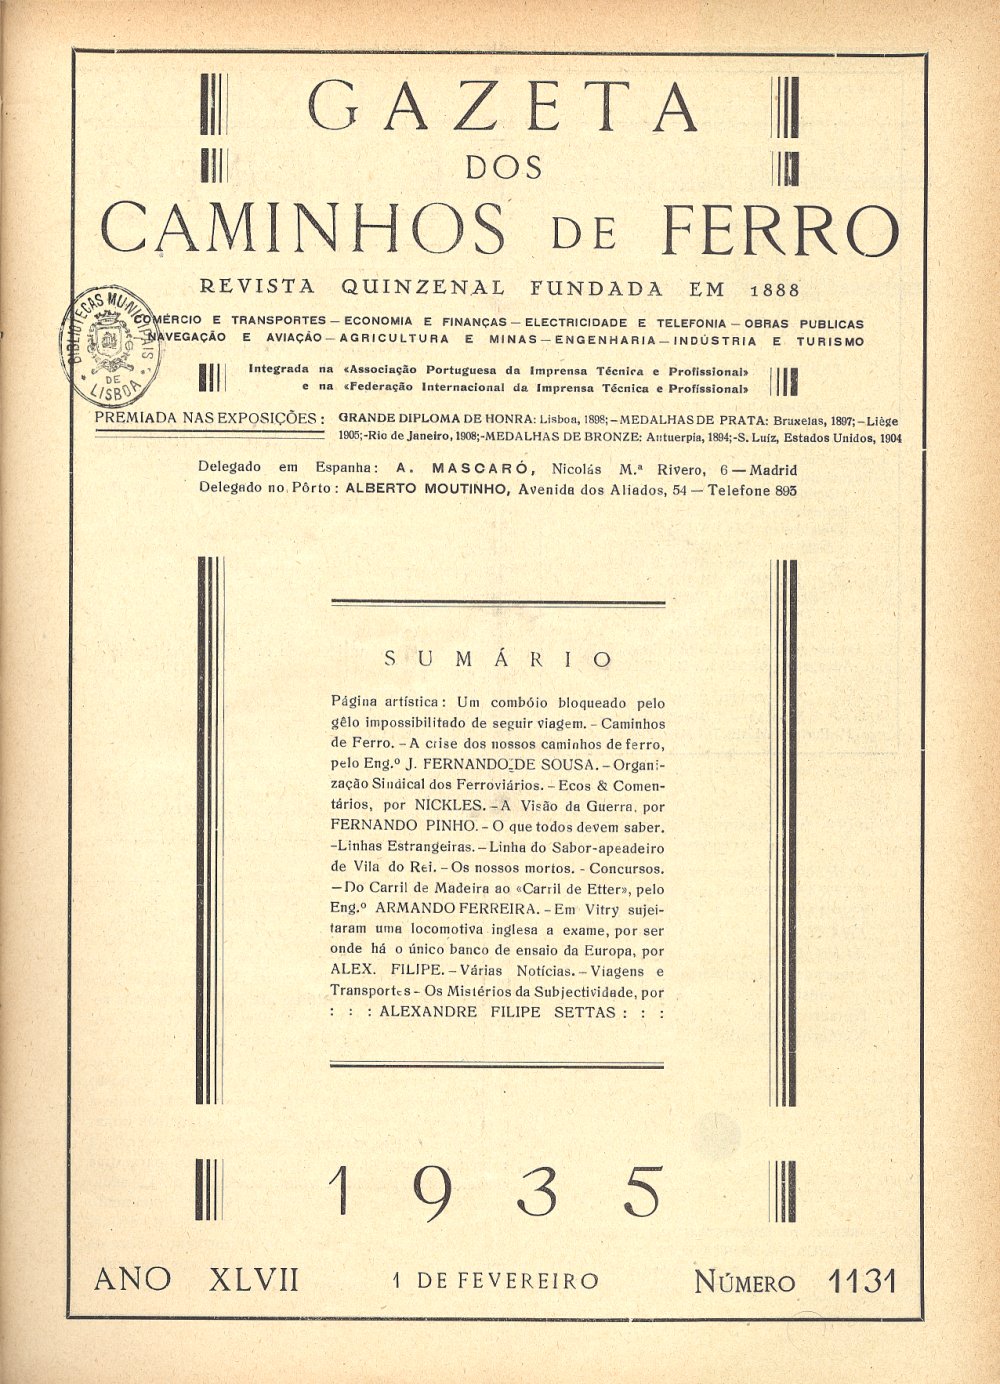 GAZETA
DOS
CAMINHOS DE FERRO
REVISTA QUINZENAL FUNDADA EM 1888
COMÉRCIO E TRANSPORTES — ECONOMIA E FINANÇAS — ELECTRICIDADE E TELEFONIA — OBRAS PUBLICAS
NAVEGAÇÃO E AVIAÇÃO — AGRICULTURA E MINAS — ENGENHARIA — INDÚSTRIA E TURISMO
BIBLIOTECAS MUNICIPAIS
DE
LISBOA
Integrada na «Associação Portuguesa da Imprensa Técnica e Profissional»
e na «Federação Internacional da Imprensa Técnica e Profissional»
PREMIADA NAS EXPOSIÇÕES: GRANDE DIPLOMA DE HONRA: Lisboa, 1898;—MEDALHAS DE PRATA: Bruxelas, 1897;—Liège
1905;-Rio de Janeiro, 1908;-MEDALHAS DE BRONZE: Antuerpia, 1894;-S. Luíz, Estados Unidos, 1904
Delegado em Espanha: A. MASCARÓ, Nicolás M.ª Rivero, 6 — Madrid
Delegado no Pôrto: ALBERTO MOUTINHO, Avenida dos Aliados, 54 — Telefone 893
SUMÁRIO
Página artística: Um combóio bloqueado pelo
gêlo impossibilitado de seguir viagem. – Caminhos
de Ferro. – A crise dos nossos caminhos de ferro,
pelo Eng.º J. FERNANDO DE SOUSA. – Organi-
zação Sindical dos Ferroviários. – Ecos & Comen-
tários, por NICKLES. – A Visão da Guerra, por
FERNANDO PINHO. – O que todos devem saber.
–Linhas Estrangeiras. – Linha do Sabor-apeadeiro
de Vila do Rei. – Os nossos mortos. - Concursos.
—Do Carril de Madeira ao «Carril de Etter», pelo
Eng.º ARMANDO FERREIRA. – Em Vitry sujei-
taram uma locomotiva inglesa a exame, por ser
onde há o único banco de ensaio da Europa, por
ALEX. FILIPE. – Várias Notícias. – Viagens e
Transportes – Os Mistérios da Subjectividade, por
: : : ALEXANDRE FILIPE SETTAS : : :
1935
ANO XLVII 1 DE FEVEREIRO NÚMERO 1131